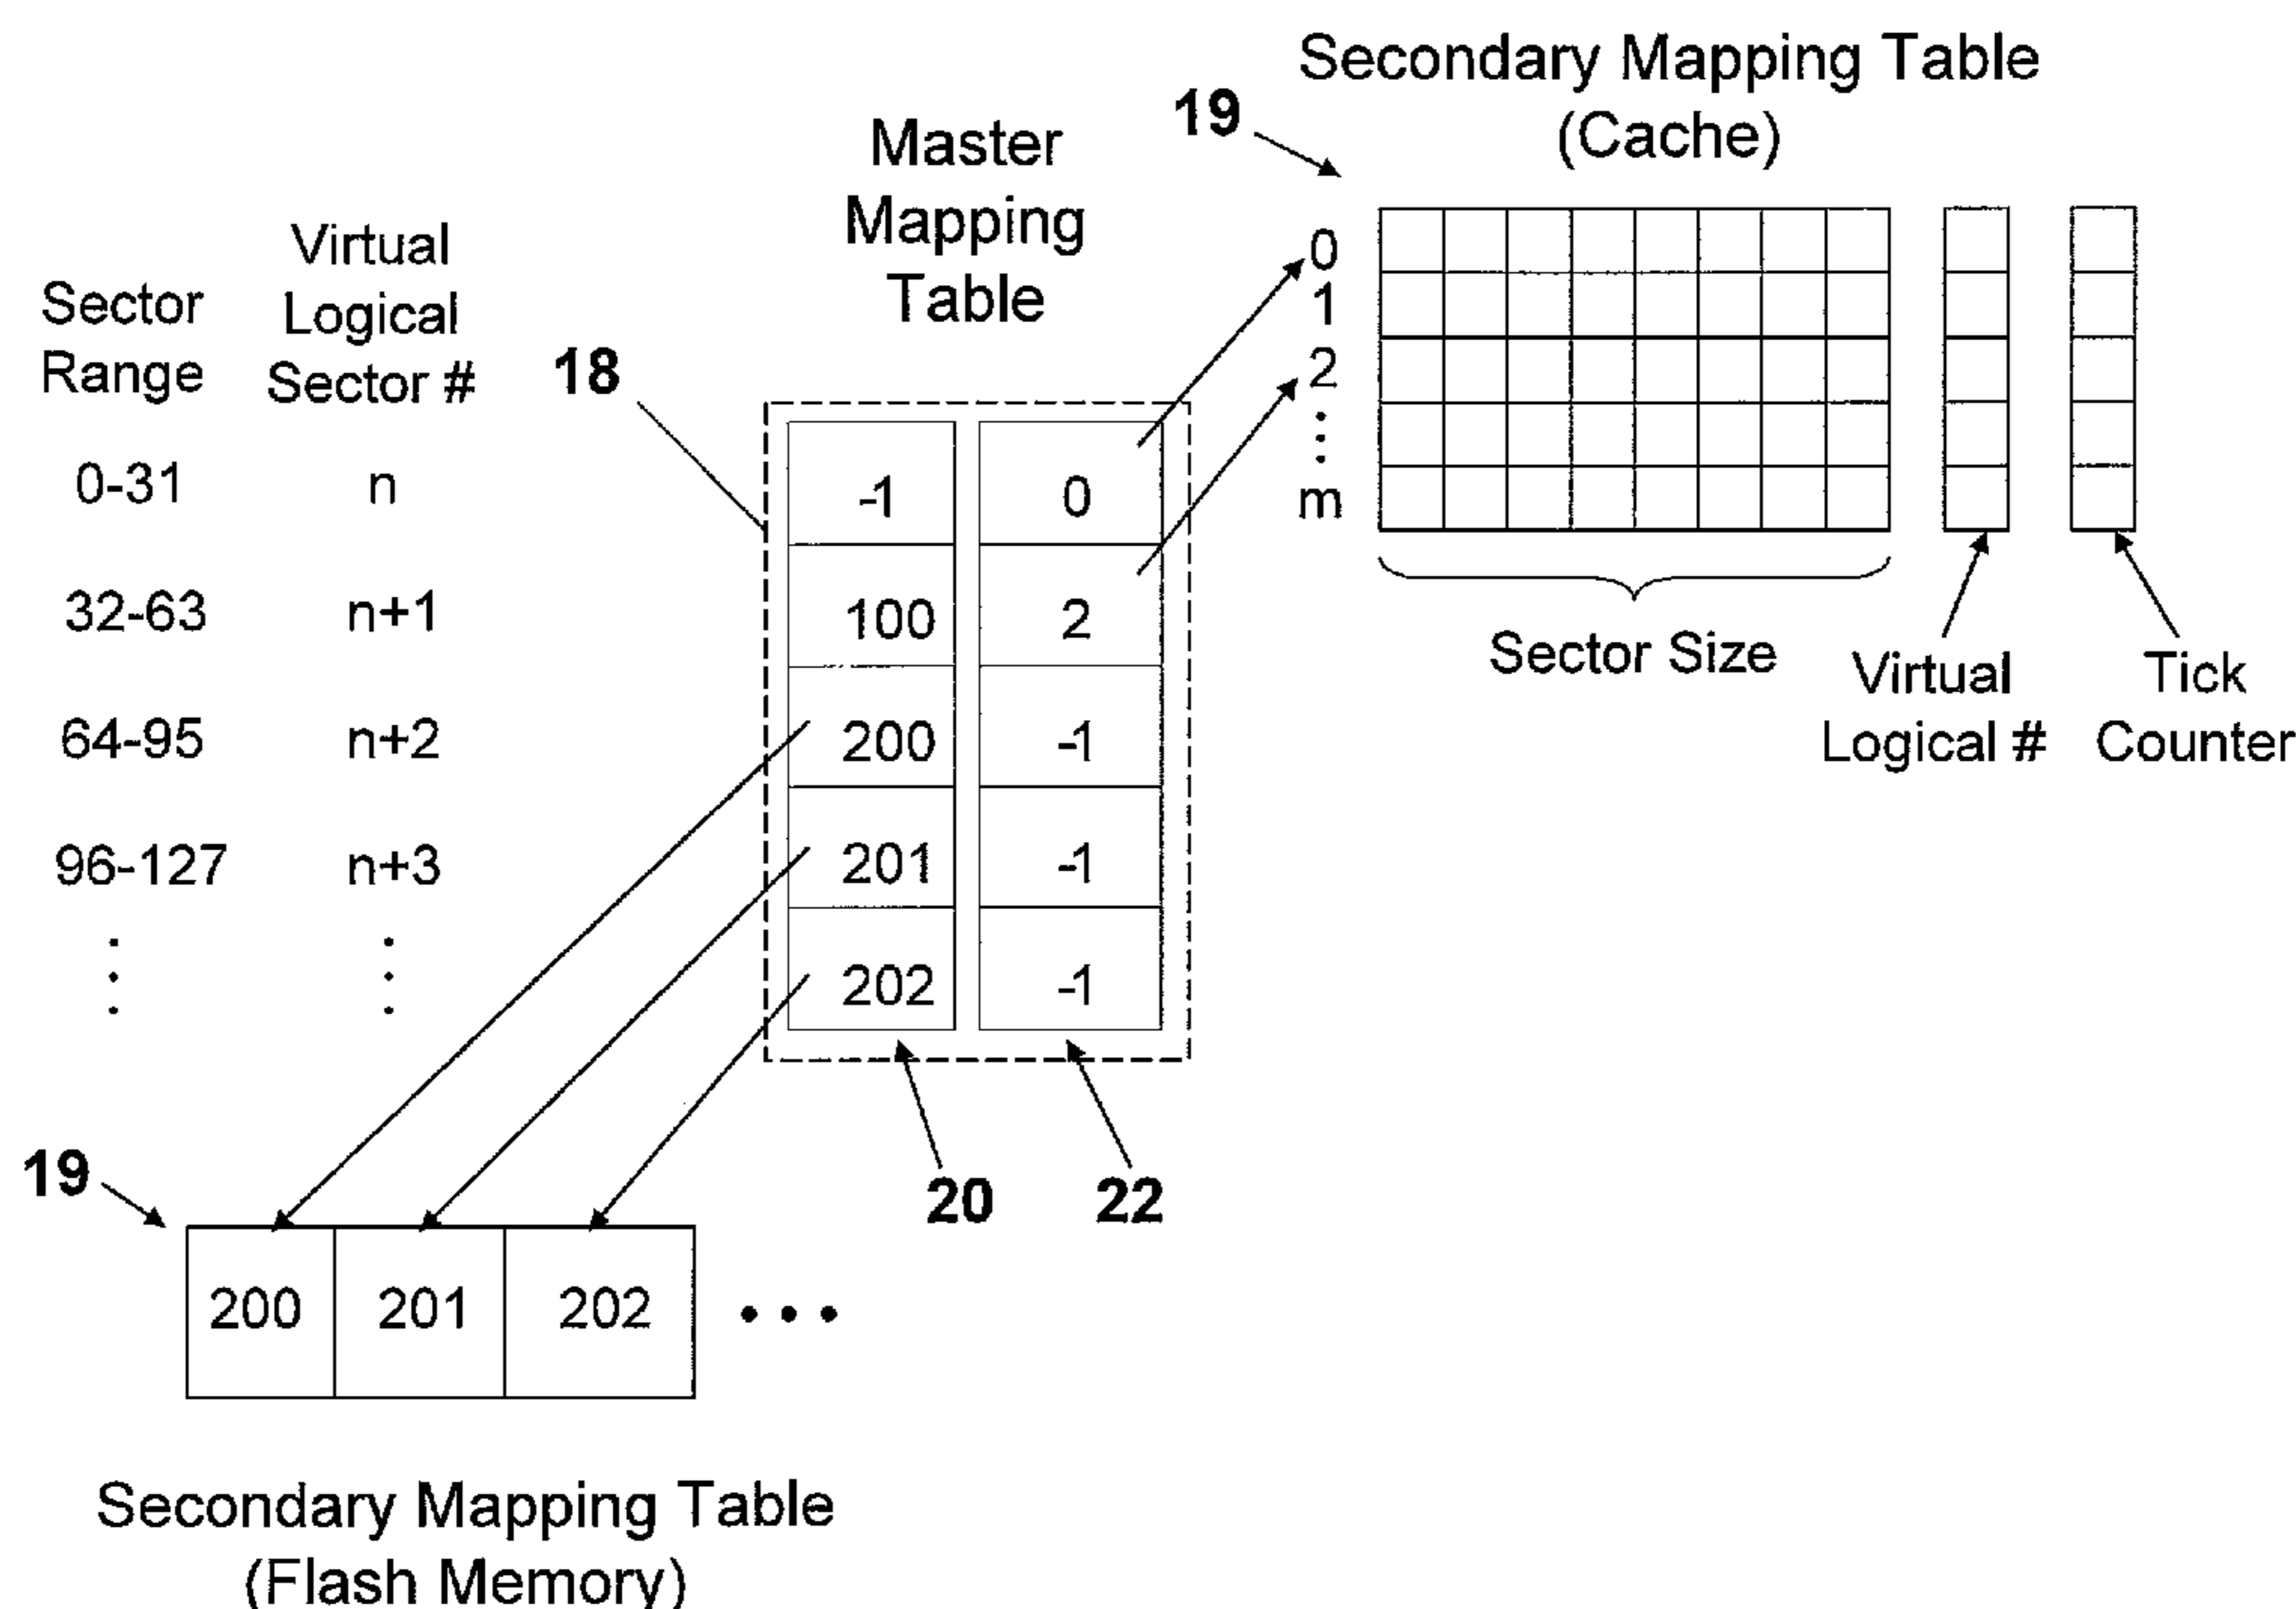 Secondary Mapping Table
(Cache)
19
Master
Mapping
Table
Virtual
Logical
Sector #
Sector
Range
18
0
1
2
m
0-31 n -1 0
32-63 n+1 100 2
64-95 n+2 200 -1
96-127 n+3 201 -1
202 -1
Sector Size
Virtual
Logical #
Tick
Counter
20 22
19
200 201 202 • • •
Secondary Mapping Table
(Flash Memory)